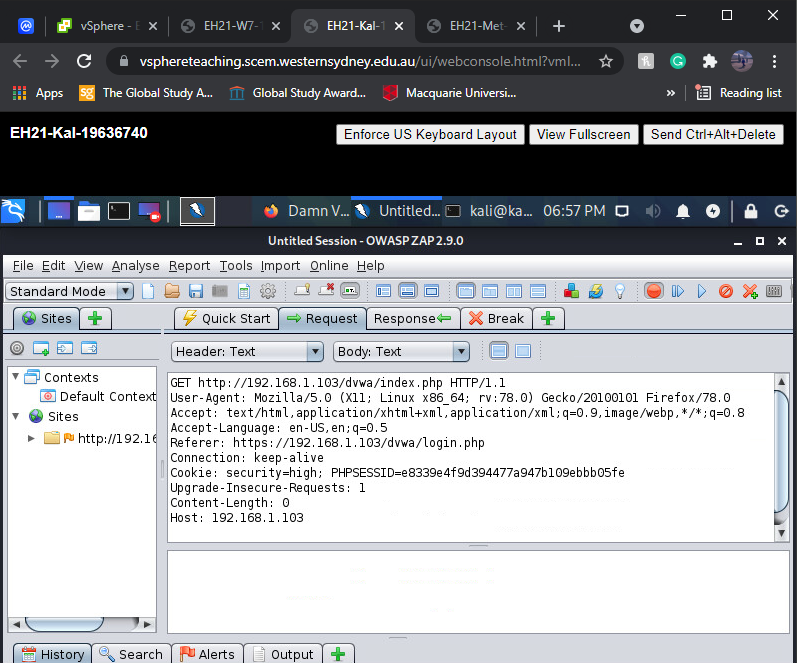 vSphere - E
EH21-W7-1
EH21-Kal-1
EH21-Met-
vsphereteaching.scem.westernsydney.edu.au/ui/webconsole.html?vml...
Apps
The Global Study A...
Global Study Award...
Macquarie Universi...
»
Reading list
EH21-Kal-19636740
Enforce US Keyboard Layout
View Fullscreen
Send Ctrl+Alt+Delete
Damn V...
Untitled...
kali@ka...
06:57 PM
Untitled Session - OWASP ZAP 2.9.0
File Edit View Analyse Report Tools Import Online Help
Standard Mode
Sites
Quick Start
Request
Response
Break
Header: Text
Body: Text
Contexts
Default Context
Sites
http://192.16
GET http://192.168.1.103/dvwa/index.php HTTP/1.1
User-Agent: Mozilla/5.0 (X11; Linux x86_64; rv:78.0) Gecko/20100101 Firefox/78.0
Accept: text/html,application/xhtml+xml,application/xml;q=0.9,image/webp,*/*;q=0.8
Accept-Language: en-US,en;q=0.5
Referer: https://192.168.1.103/dvwa/login.php
Connection: keep-alive
Cookie: security=high; PHPSESSID=e8339e4f9d394477a947b109ebbb05fe
Upgrade-Insecure-Requests: 1
Content-Length: 0
Host: 192.168.1.103
History
Search
Alerts
Output